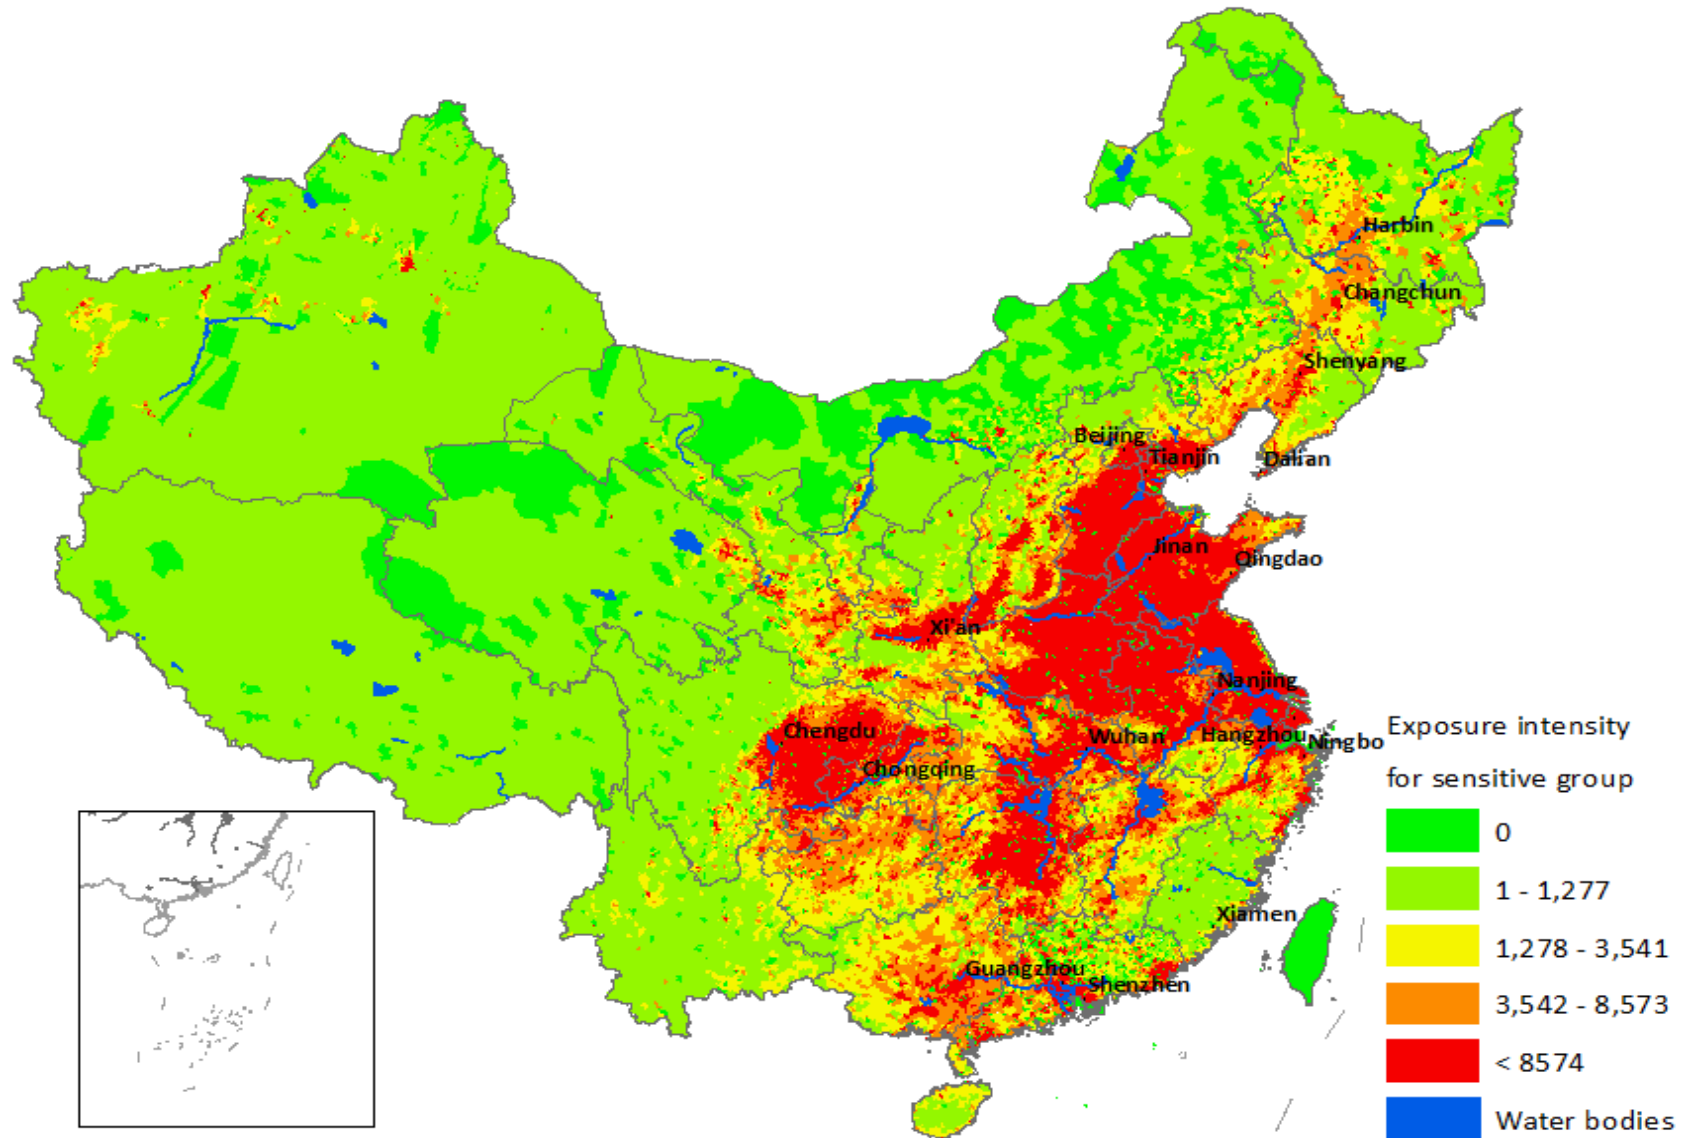 Harbin
Changchun
Shenyang
Beijing
Tianjin
Dalian
Jinan
Qingdao
Xi'an
Nanjing
Chengdu
Wuhan
Hangzhou
Ningbo
Chongqing
Xiamen
Guangzhou
Shenzhen
Exposure intensity
for sensitive group
0
1 - 1,277
1,278 - 3,541
3,542 - 8,573
< 8574
Water bodies